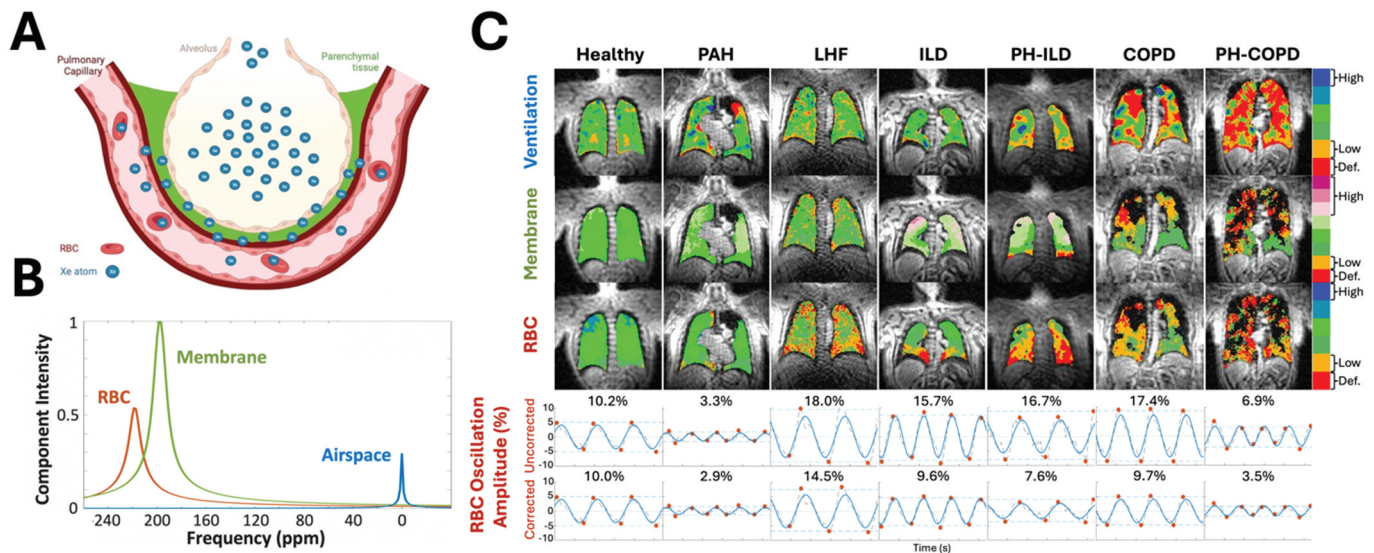 A
Pulmonary
Capillary
Alveolus
Parenchymal
tissue
RBC
Xe atom
Xe
B
Component Intensity
1
0.5
0
RBC
Membrane
Airspace
240 200 160 120 80 40 0
Frequency (ppm)
C
Healthy PAH LHF ILD PH-ILD COPD PH-COPD
Ventilation
High
Low
Def.
Membrane
High
Low
Def.
RBC
High
Low
Def.
RBC Oscillation
Amplitude (%)
Uncorrected
10.2% 3.3% 18.0% 15.7% 16.7% 17.4% 6.9%
10
5
0
-5
-10
Corrected
10.0% 2.9% 14.5% 9.6% 7.6% 9.7% 3.5%
10
5
0
-5
-10
Time (s)